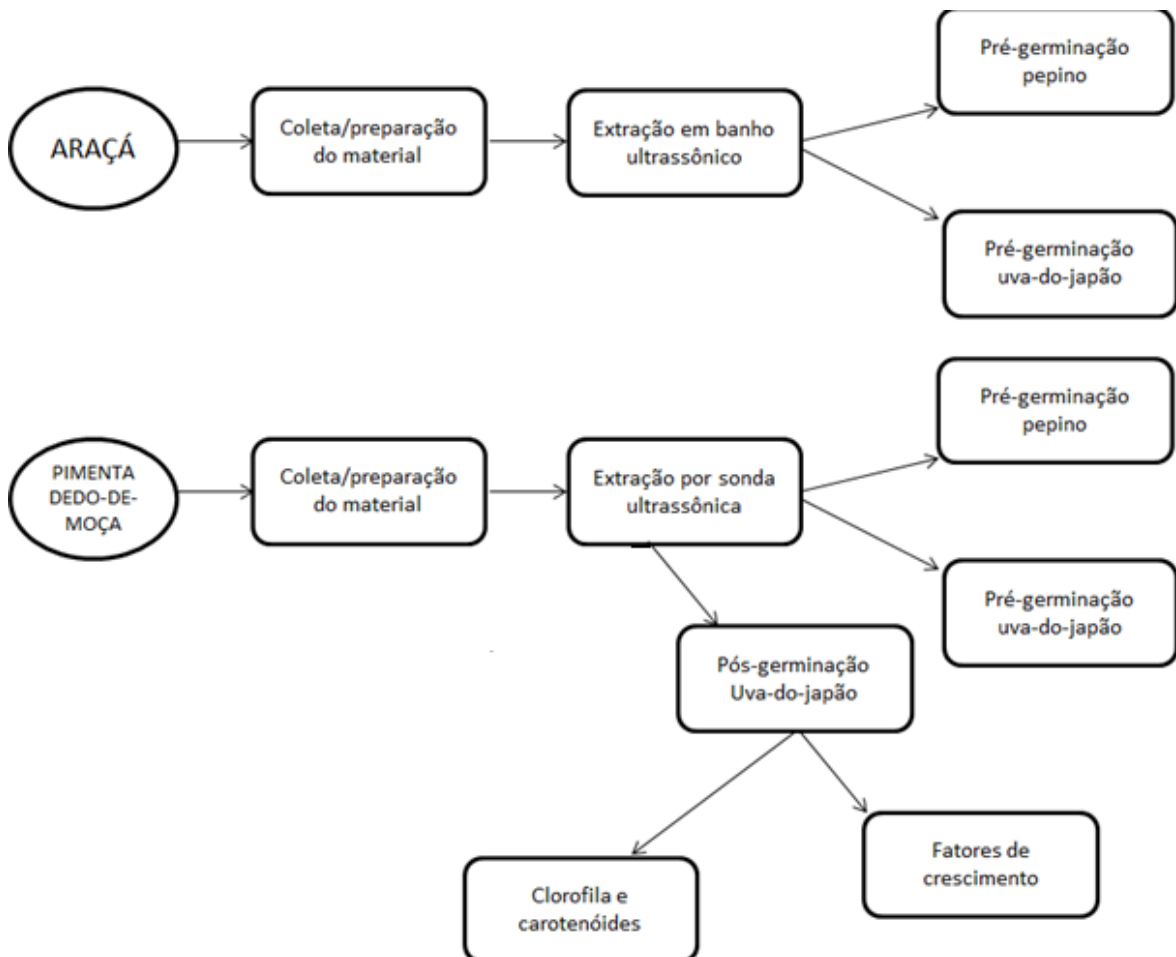 Pré-germinação
pepino
ARAÇÁ
Coleta/preparação
do material
Extração em banho
ultrassônico
Pré-germinação
uva-do-japão
Pré-germinação
pepino
PIMENTA
DEDO-DE-
MOÇA
Coleta/preparação
do material
Extração por sonda
ultrassônica
Pré-germinação
uva-do-japão
Pós-germinação
Uva-do-japão
Fatores de
crescimento
Clorofila e
carotenóides